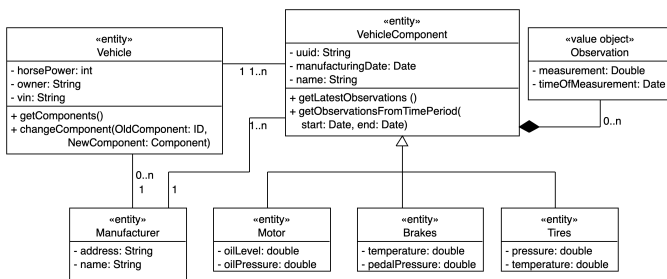 «entity»
Vehicle
- horsePower: int
- owner: String
- vin: String
+ getComponents()
+ changeComponent(OldComponent: ID,
NewComponent: Component)
1 1..n
«entity»
VehicleComponent
- uuid: String
- manufacturingDate: Date
- name: String
+ getLatestObservations ()
+ getObservationsFromTimePeriod(
start: Date, end: Date)
«value object»
Observation
- measurement: Double
- timeOfMeasurement: Date
0..n
1..n
0..n
1
1
«entity»
Manufacturer
- address: String
- name: String
«entity»
Motor
- oilLevel: double
- oilPressure: double
«entity»
Brakes
- temperature: double
- pedalPressure: double
«entity»
Tires
- pressure: double
- temperature: double